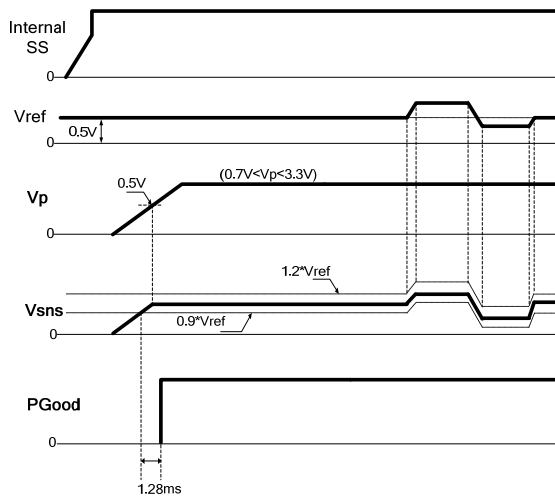 Internal
SS
0
Vref
0.5V
0
0.5V
(0.7V<Vp<3.3V)
Vp
0
1.2*Vref
Vsns
0
0.9*Vref
PGood
0
1.28ms